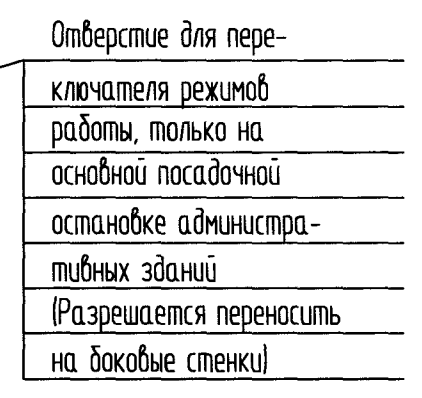 Отверстие для пере-
ключателя режимов
работы, только на
основной посадочной
остановке администра-
тивных зданий
(Разрешается переносить
на боковые стенки)